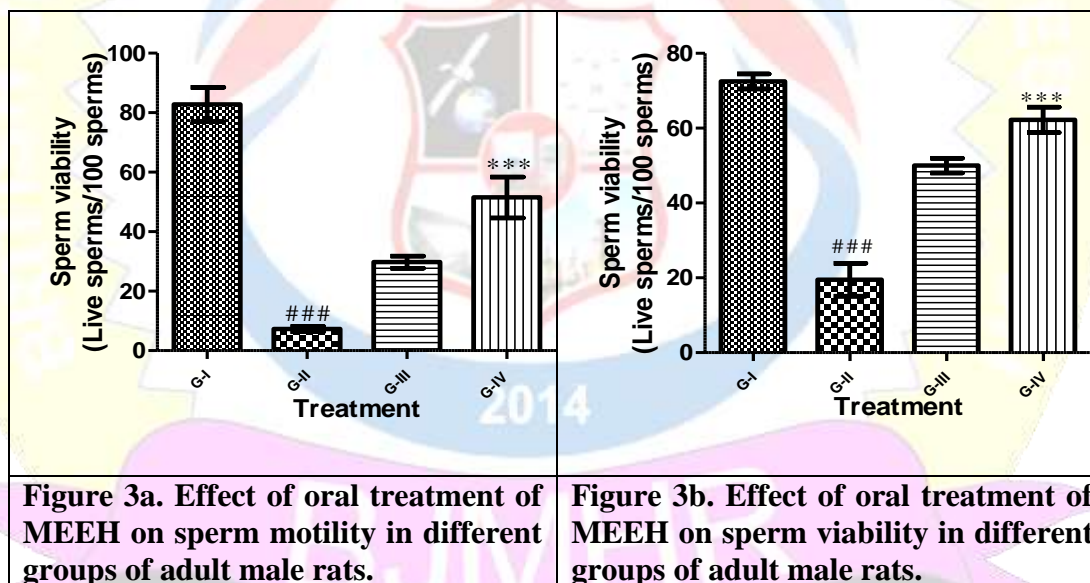 100
80
60
40
20
0
Sperm viability
(Live sperms/100 sperms)
###
***
G-I
G-II
G-III
G-IV
Treatment
Figure 3a. Effect of oral treatment of
MEEH on sperm motility in different
groups of adult male rats.
80
60
40
20
0
Sperm viability
(Live sperms/100 sperms)
###
***
G-I
G-II
G-III
G-IV
Treatment
Figure 3b. Effect of oral treatment of
MEEH on sperm viability in different
groups of adult male rats.
2014